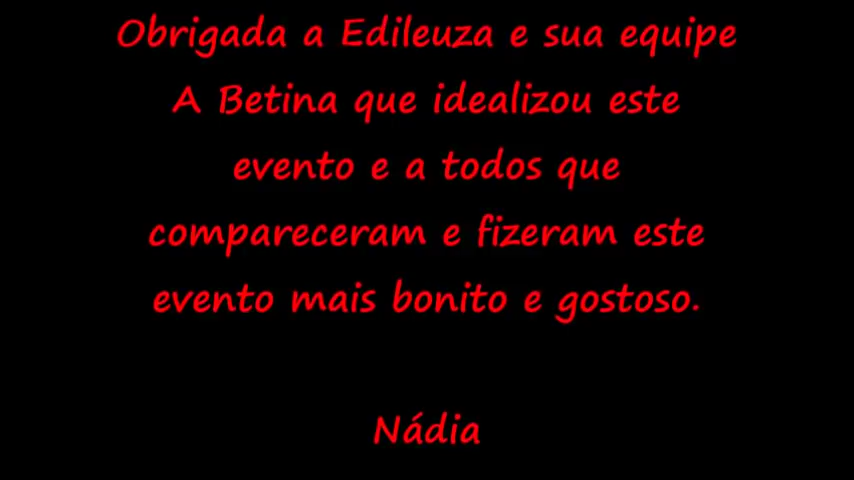 Obrigada a Edileuza e sua equipe
A Betina que idealizou este
evento e a todos que
compareceram e fizeram este
evento mais bonito e gostoso.
Nádia